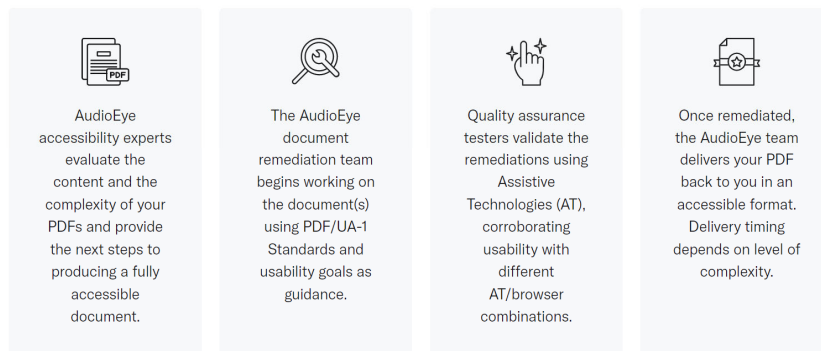 PDF
AudioEye
accessibility experts
evaluate the
content and the
complexity of your
PDFs and provide
the next steps to
producing a fully
accessible
document.
The AudioEye
document
remediation team
begins working on
the document(s)
using PDF/UA-1
Standards and
usability goals as
guidance.
Quality assurance
testers validate the
remediations using
Assistive
Technologies (AT),
corroborating
usability with
different
AT/browser
combinations.
Once remediated,
the AudioEye team
delivers your PDF
back to you in an
accessible format.
Delivery timing
depends on level of
complexity.